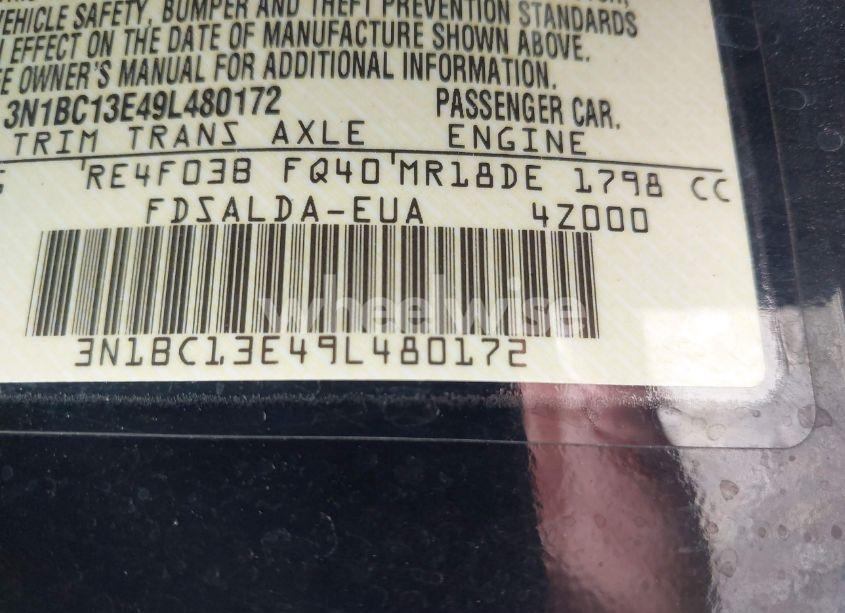 VEHICLE SAFETY, BUMPER AND THEFT PREVENTION STANDARDS
EFFECT ON THE DATE OF MANUFACTURE SHOWN ABOVE.
OWNER'S MANUAL FOR ADDITIONAL INFORMATION.
3N1BC13E49L480172 PASSENGER CAR.
TRIM TRANS AXLE ENGINE
RE4F03B FQ40 MR18DE 1798 CC
FDSALDA-EUA 4Z000
wheelwise
3N1BC13E49L480172